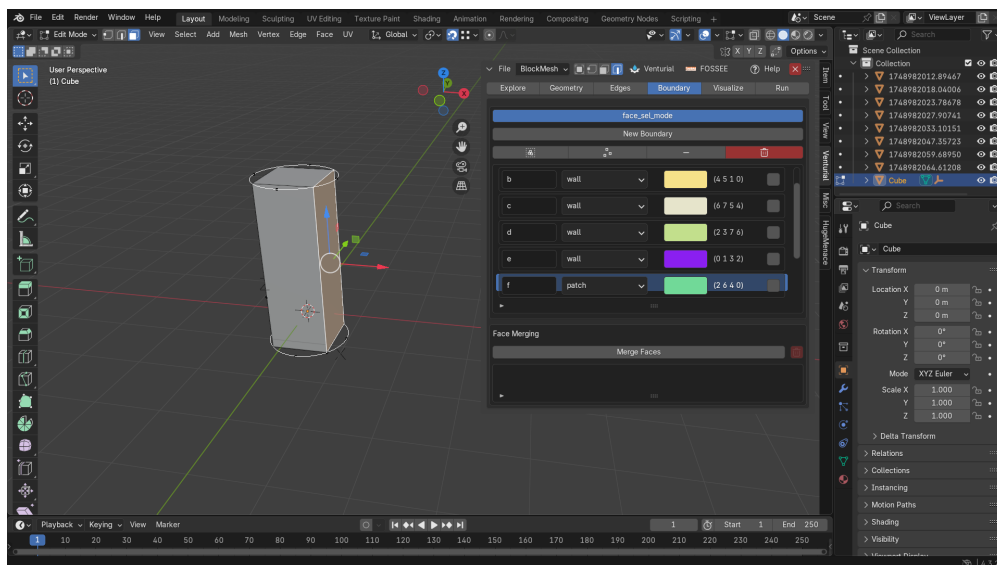 File Edit Render Window Help Layout Modeling Sculpting UV Editing Texture Paint Shading Animation Rendering Compositing Geometry Nodes Scripting + Scene ViewLayer
Edit Mode View Select Add Mesh Vertex Edge Face UV Global Search
X Y Z Options
User Perspective
(1) Cube
Z
Y
X
File BlockMesh Venturial FOSSEE Help
Explore Geometry Edges Boundary Visualize Run
face_sel_mode
New Boundary
b wall (4 5 1 0)
c wall (6 7 5 4)
d wall (2 3 7 6)
e wall (0 1 3 2)
f patch (2 6 4 0)
Face Merging
Merge Faces
Item
Tool
View
Venturial
Misc
HugeMenace
Scene Collection
Collection
1748982012.89467
1748982018.04006
1748982023.78678
1748982027.90741
1748982033.10151
1748982047.35723
1748982059.68950
1748982064.61208
Cube
Search
Cube
Cube
Transform
Location X 0 m
Y 0 m
Z 0 m
Rotation X 0°
Y 0°
Z 0°
Mode XYZ Euler
Scale X 1.000
Y 1.000
Z 1.000
Delta Transform
Relations
Collections
Instancing
Motion Paths
Shading
Visibility
Viewport Display
Playback Keying View Marker 1 Start 1 End 250
1 10 20 30 40 50 60 70 80 90 100 110 120 130 140 150 160 170 180 190 200 210 220 230 240 250